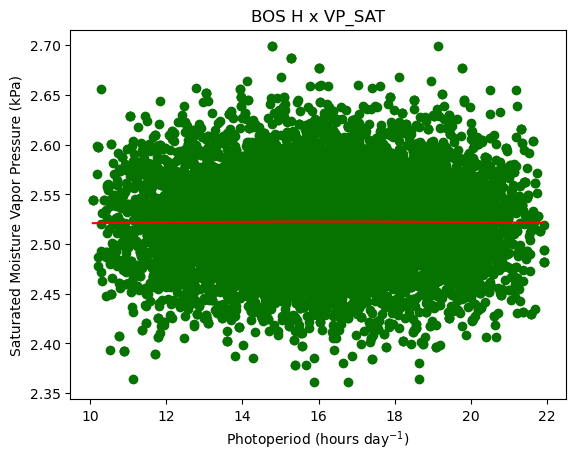 BOS H x VP_SAT
Saturated Moisture Vapor Pressure (kPa)
2.70
2.65
2.60
2.55
2.50
2.45
2.40
2.35
10 12 14 16 18 20 22
Photoperiod (hours day⁻¹)